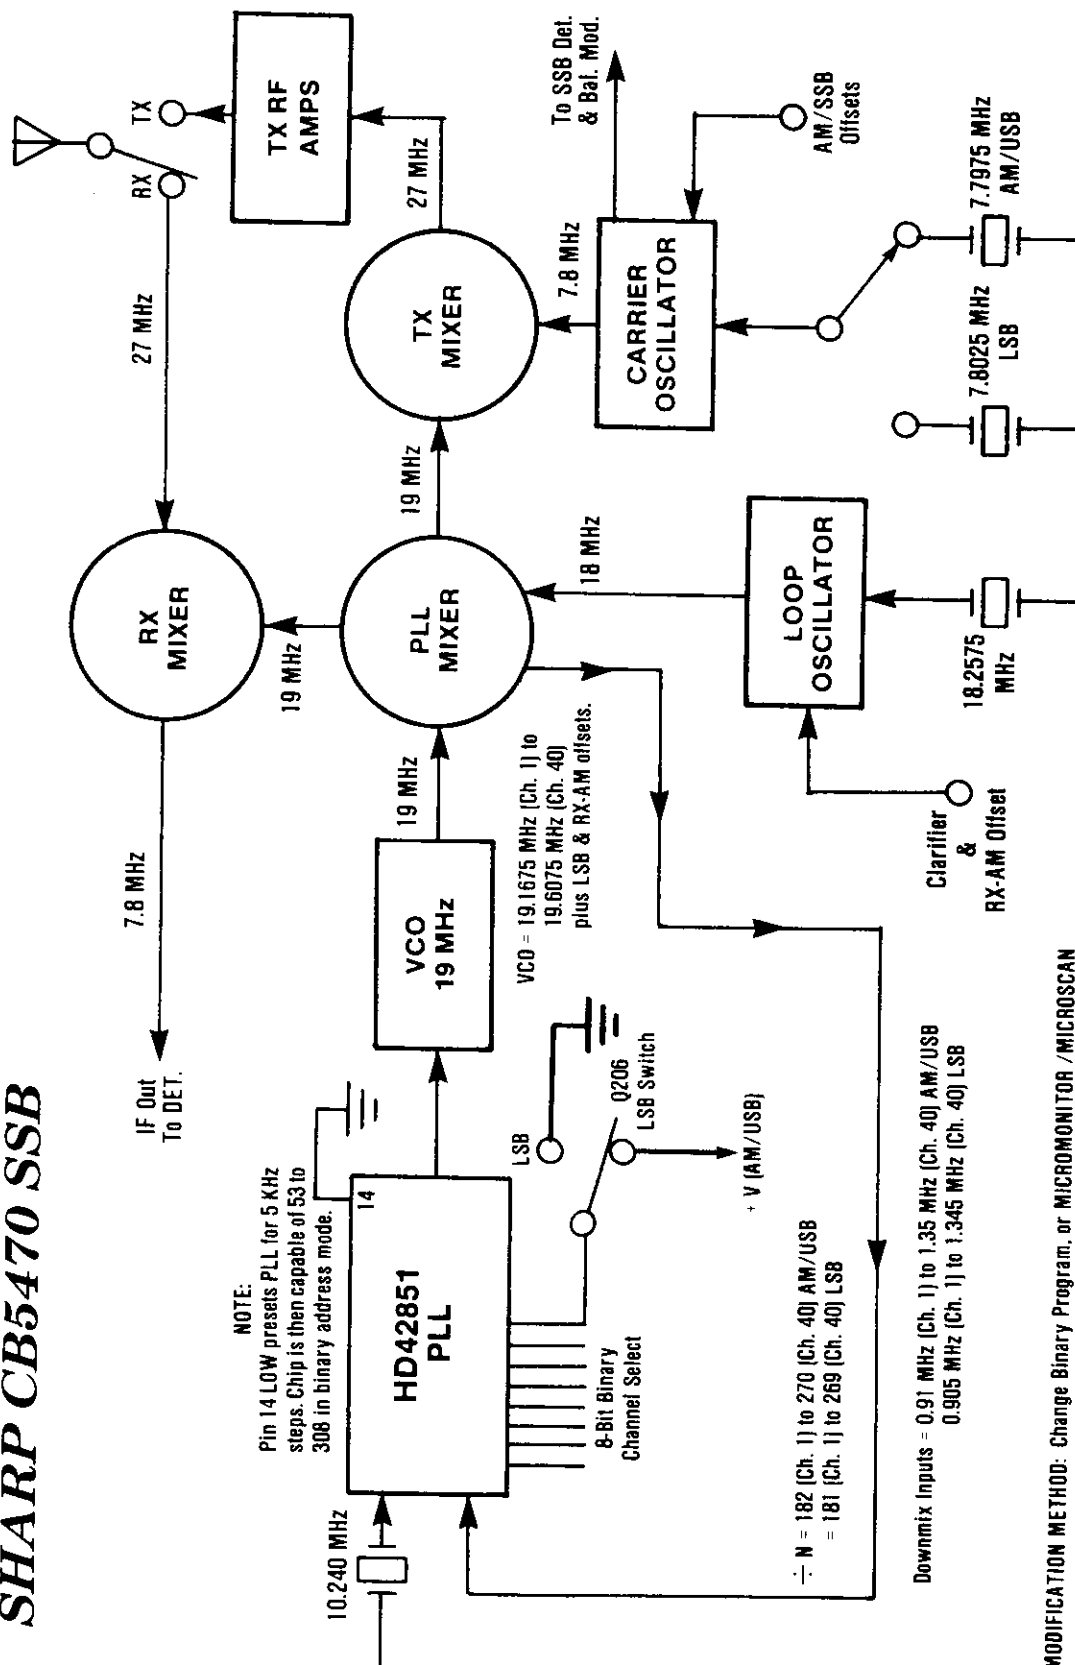 SHARP CB5470 SSB
IF Out
To DET.
7.8 MHz
RX
MIXER
27 MHz
RX
TX
TX RF
AMPS
NOTE:
Pin 14 LOW presets PLL for 5 KHz
steps. Chip is then capable of 53 to
308 in binary address mode.
10.240 MHz
14
HD42851
PLL
VCO
19 MHz
19 MHz
19 MHz
PLL
MIXER
19 MHz
TX
MIXER
27 MHz
8-Bit Binary
Channel Select
LSB
Q206
LSB Switch
+ V (AM/USB)
VCO = 19.1675 MHz (Ch. 1) to
19.6075 MHz (Ch. 40)
plus LSB & RX-AM offsets.
18 MHz
7.8 MHz
To SSB Det.
& Bal. Mod.
CARRIER
OSCILLATOR
AM/SSB
Offsets
LOOP
OSCILLATOR
÷ N = 182 (Ch. 1) to 270 (Ch. 40) AM/USB
= 181 (Ch. 1) to 269 (Ch. 40) LSB
Downmix Inputs = 0.91 MHz (Ch. 1) to 1.35 MHz (Ch. 40) AM/USB
0.905 MHz (Ch. 1) to 1.345 MHz (Ch. 40) LSB
Clarifier
&
RX-AM Offset
18.2575
MHz
7.8025 MHz
LSB
7.7975 MHz
AM/USB
MODIFICATION METHOD: Change Binary Program, or MICROMONITOR/MICROSCAN